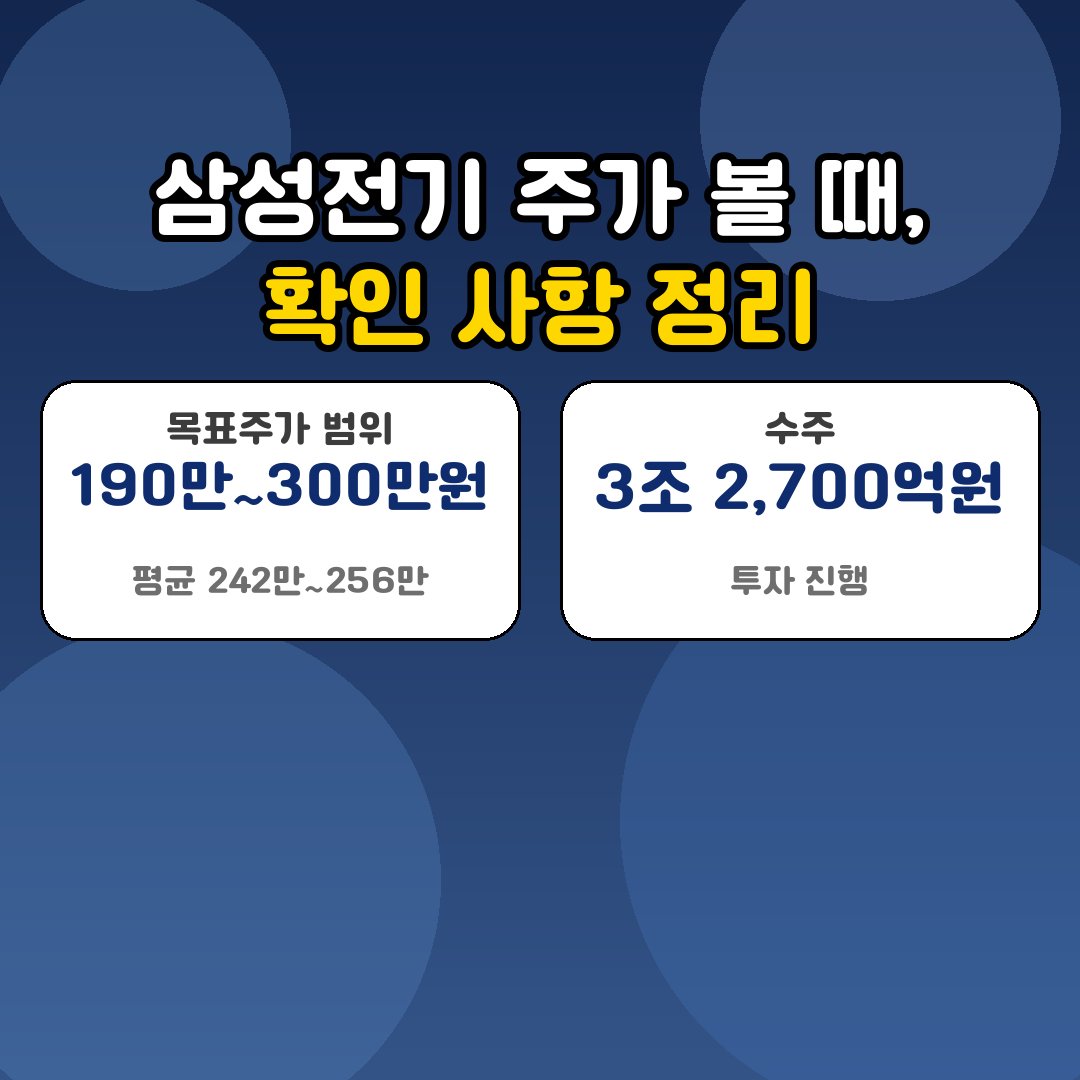 삼성전기 주가 볼 때,
확인 사항 정리
목표주가 범위
190만~300만원
평균 242만~256만
수주
3조 2,700억원
투자 진행